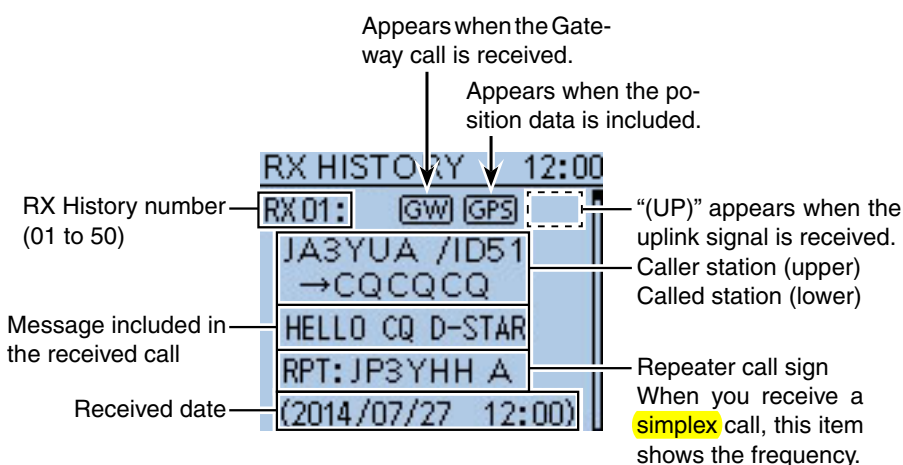 Appears when the Gate-
way call is received.
Appears when the po-
sition data is included.
RX HISTORY 12:00
RX History number
(01 to 50)
RX01: GW GPS
"(UP)" appears when the
uplink signal is received.
JA3YUA /ID51
→CQCQCQ
Caller station (upper)
Called station (lower)
Message included in
the received call
HELLO CQ D-STAR
RPT:JP3YHH A
Repeater call sign
When you receive a
simplex call, this item
shows the frequency.
Received date
(2014/07/27 12:00)